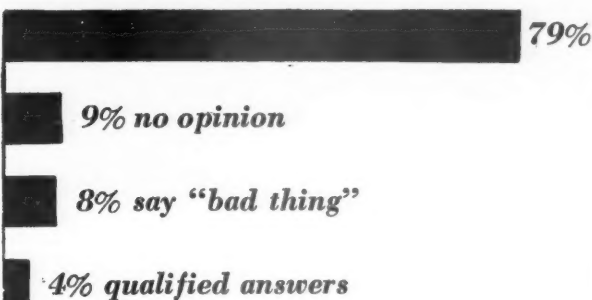 79%
9% no opinion
8% say “bad thing”
4% qualified answers